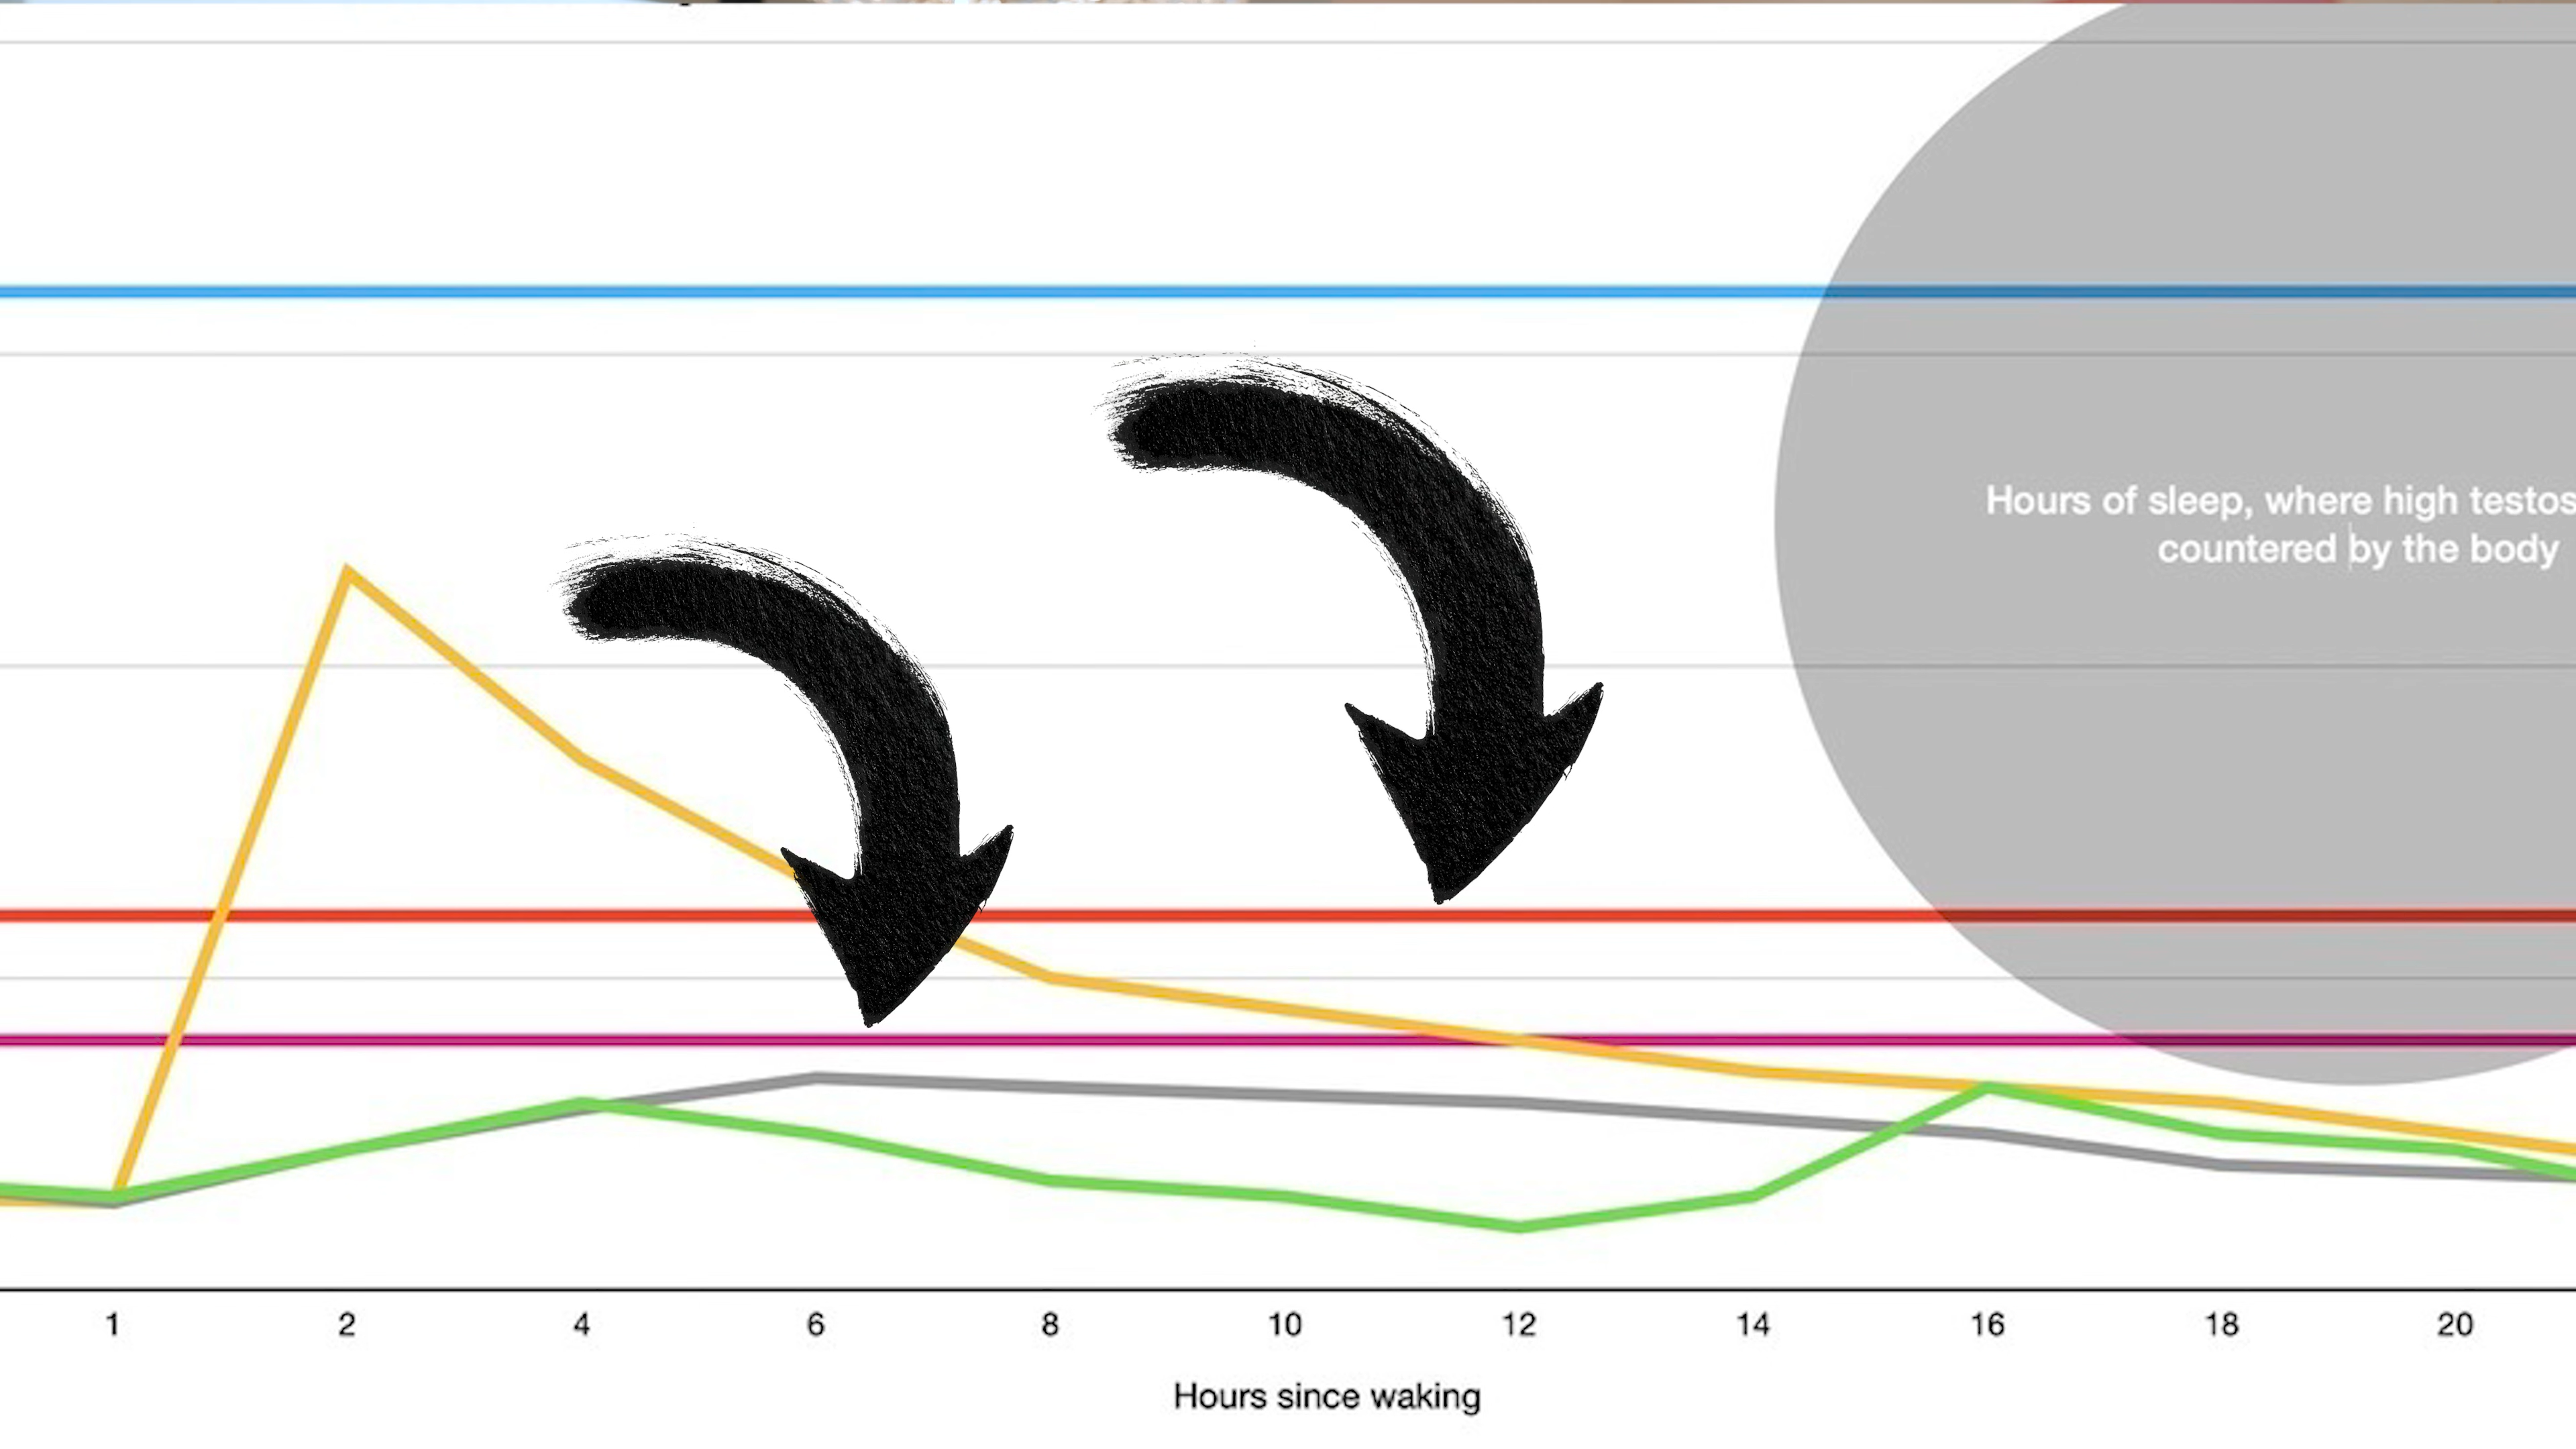 Hours of sleep, where high testos
countered by the body
1 2 4 6 8 10 12 14 16 18 20
Hours since waking